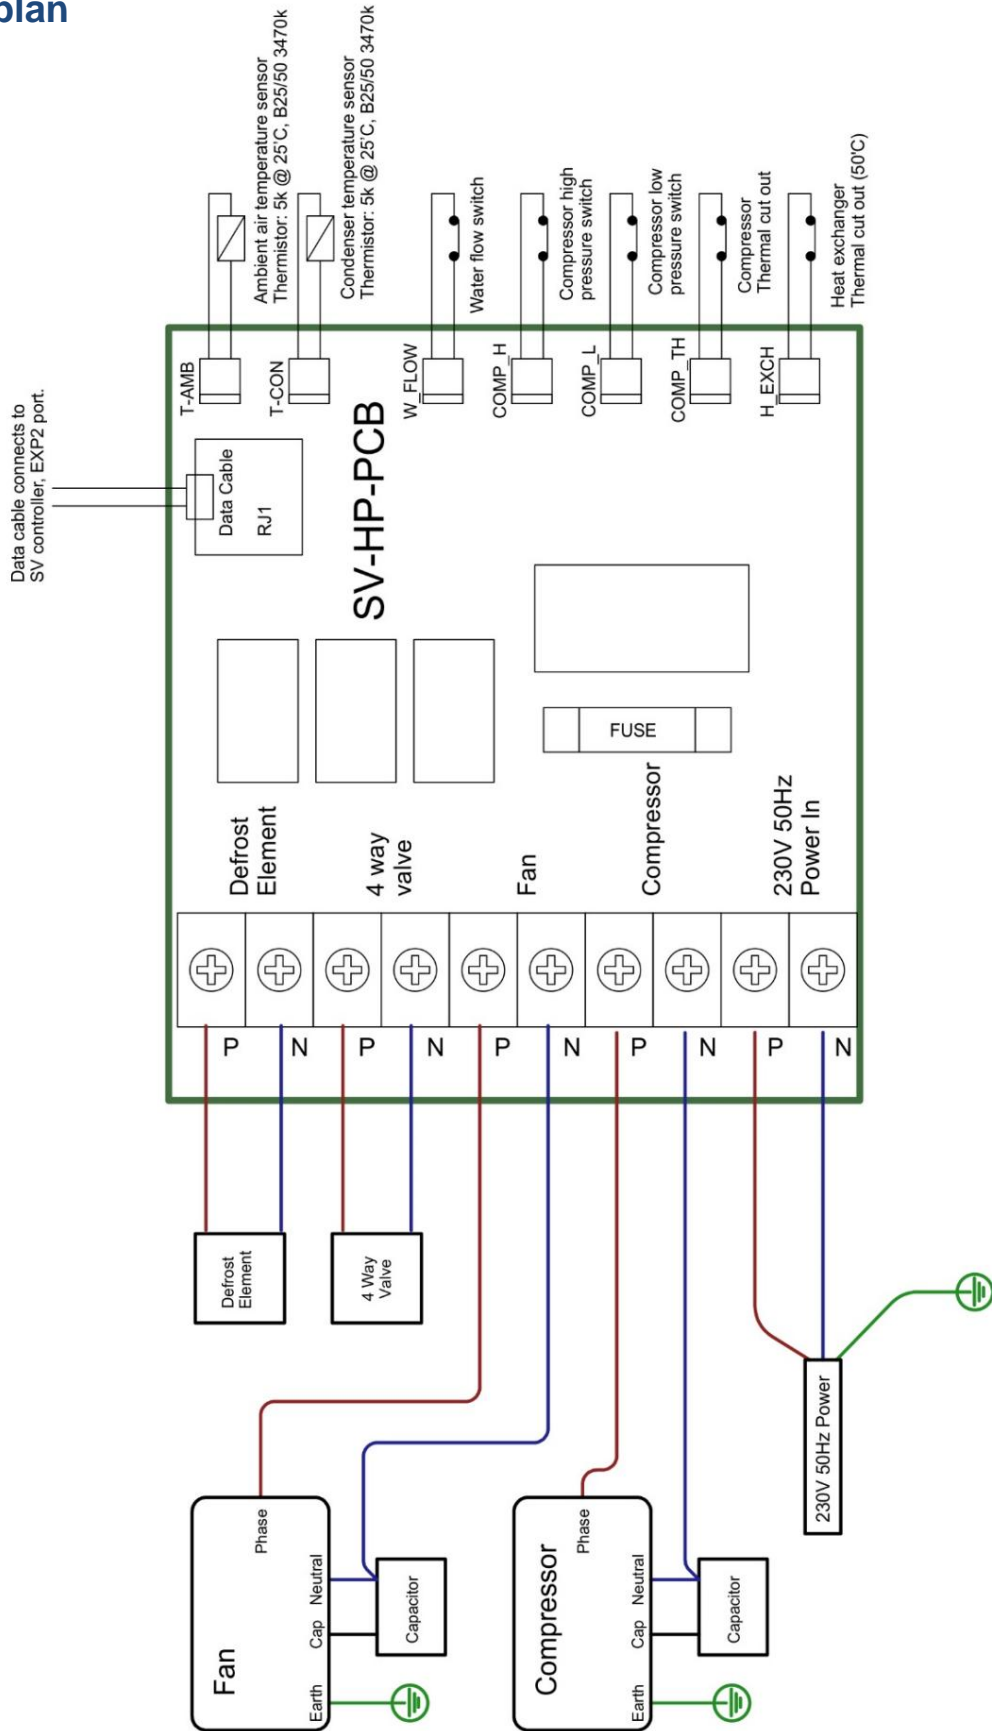 plan
Data cable connects to
SV controller, EXP2 port.
Ambient air temperature sensor
Thermistor: 5k @ 25'C, B25/50 3470k
Condenser temperature sensor
Thermistor: 5k @ 25'C, B25/50 3470k
Water flow switch
Compressor high
pressure switch
Compressor low
pressure switch
Compressor
Thermal cut out
Heat exchanger
Thermal cut out (50'C)
T-AMB
T-CON
W_FLOW
COMP_H
COMP_L
COMP_TH
H_EXCH
Data Cable
RJ1
SV-HP-PCB
FUSE
Defrost
Element
4 way
valve
Fan
Compressor
230V 50Hz
Power In
P
N
P
N
P
N
P
N
P
N
Defrost
Element
4 Way
Valve
230V 50Hz Power
Fan
Phase
Neutral
Cap
Earth
Capacitor
Compressor
Phase
Neutral
Cap
Earth
Capacitor